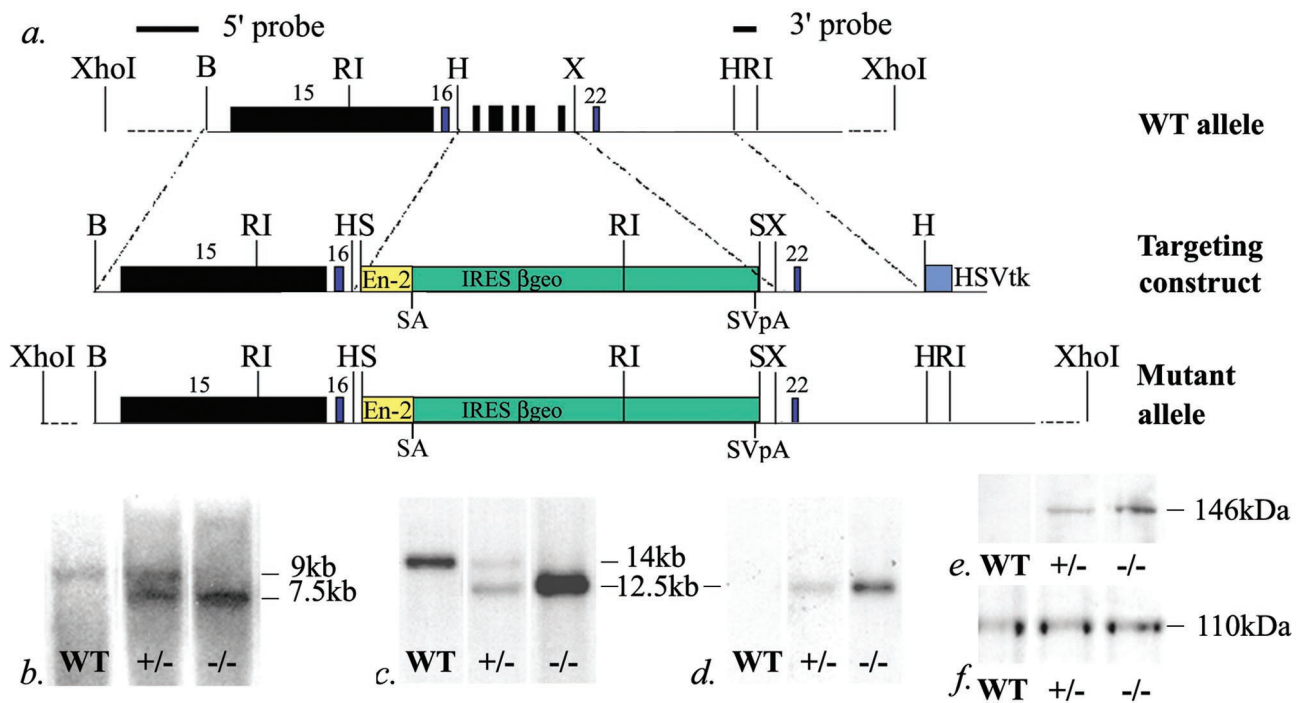 a.
5' probe
3' probe
XhoI B RI H X HRI XhoI
15 16 22
WT allele
B RI HS RI SX H
15 16 22
En-2 IRES βgeo HSVtk
SA SVpA
Targeting
construct
XhoI B RI HS RI SX HRI XhoI
15 16 22
En-2 IRES βgeo
SA SVpA
Mutant
allele
b.
9kb
7.5kb
WT +/- -/-
c.
14kb
12.5kb
WT +/- -/-
d.
WT +/- -/-
e.
146kDa
WT +/- -/-
f.
110kDa
WT +/- -/-